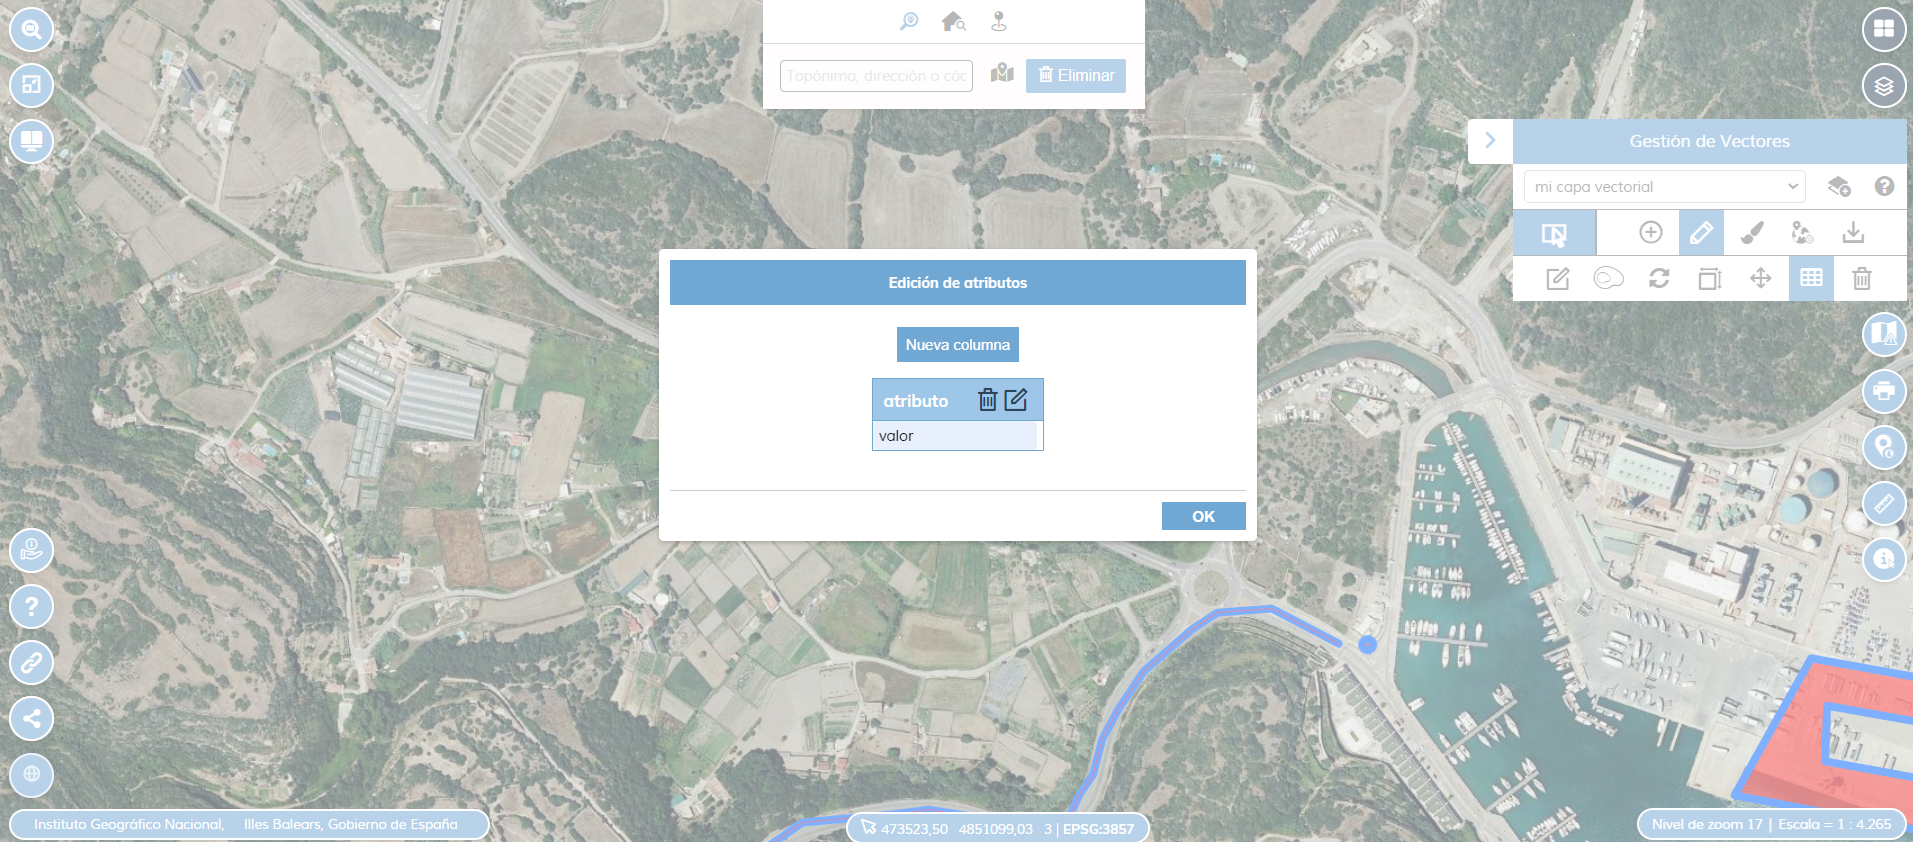 Topónimo, dirección o cóc
Eliminar
Gestión de Vectores
mi capa vectorial
Edición de atributos
Nueva columna
atributo
valor
OK
Instituto Geográfico Nacional, Illes Balears, Gobierno de España
473523,50 4851099,03 3 | EPSG:3857
Nivel de zoom 17 | Escala = 1 : 4.265